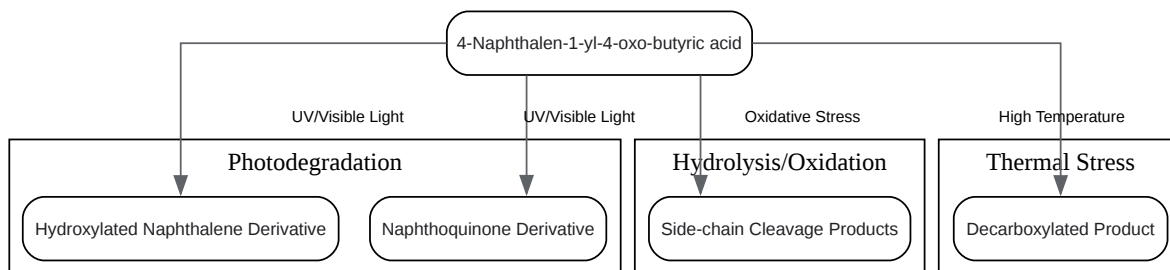 4-Naphthalen-1-yl-4-oxo-butyric acid
UV/Visible Light
UV/Visible Light
Oxidative Stress
High Temperature
Photodegradation
Hydrolysis/Oxidation
Thermal Stress
Hydroxylated Naphthalene Derivative
Naphthoquinone Derivative
Side-chain Cleavage Products
Decarboxylated Product